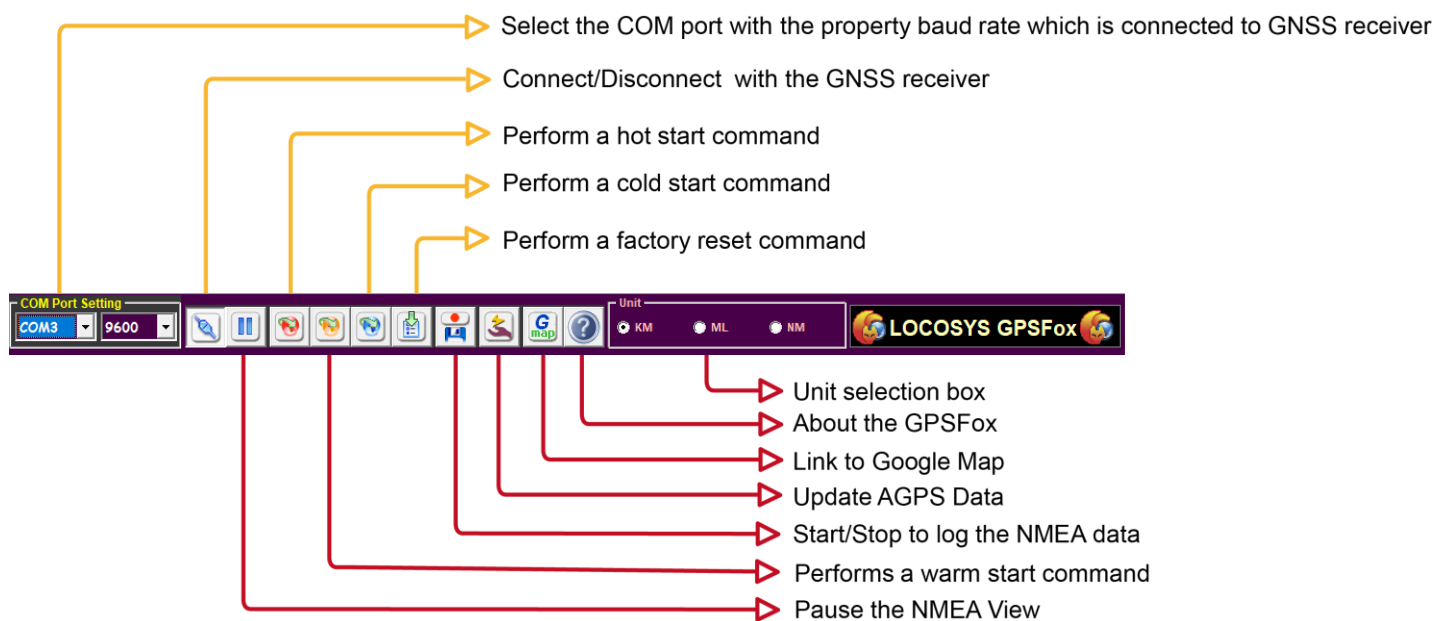 Select the COM port with the property baud rate which is connected to GNSS receiver
Connect/Disconnect with the GNSS receiver
Perform a hot start command
Perform a cold start command
Perform a factory reset command
COM Port Setting
COM3 9600
G map
?
Unit
KM ML NM
LOCOSYS GPSFox
Unit selection box
About the GPSFox
Link to Google Map
Update AGPS Data
Start/Stop to log the NMEA data
Performs a warm start command
Pause the NMEA View